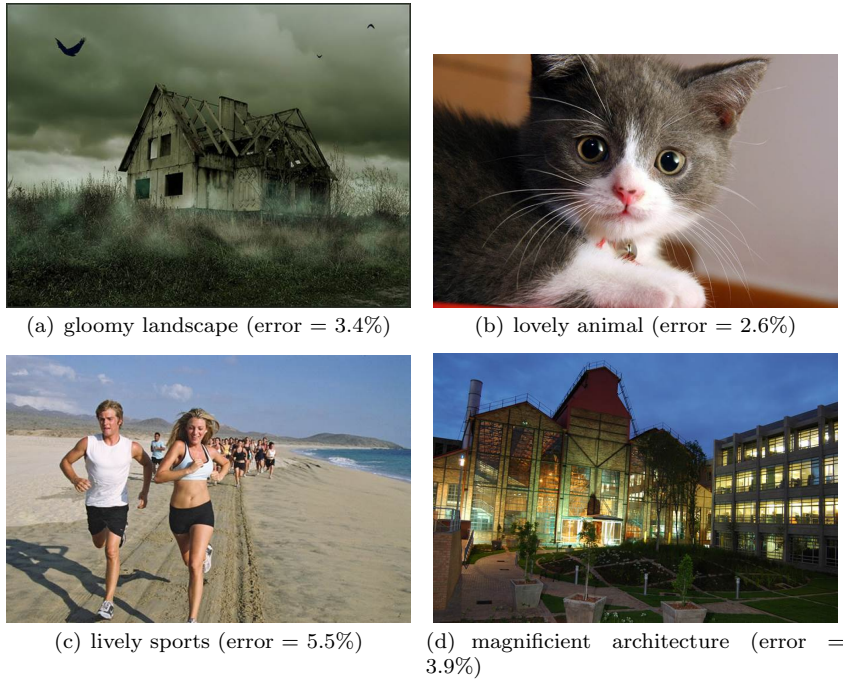 (a) gloomy landscape (error = 3.4%)
(b) lovely animal (error = 2.6%)
(c) lively sports (error = 5.5%)
(d) magnificient architecture (error =
3.9%)